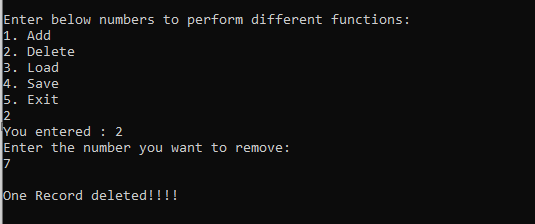 Enter below numbers to perform different functions:
1. Add
2. Delete
3. Load
4. Save
5. Exit
2
You entered : 2
Enter the number you want to remove:
7
One Record deleted!!!!